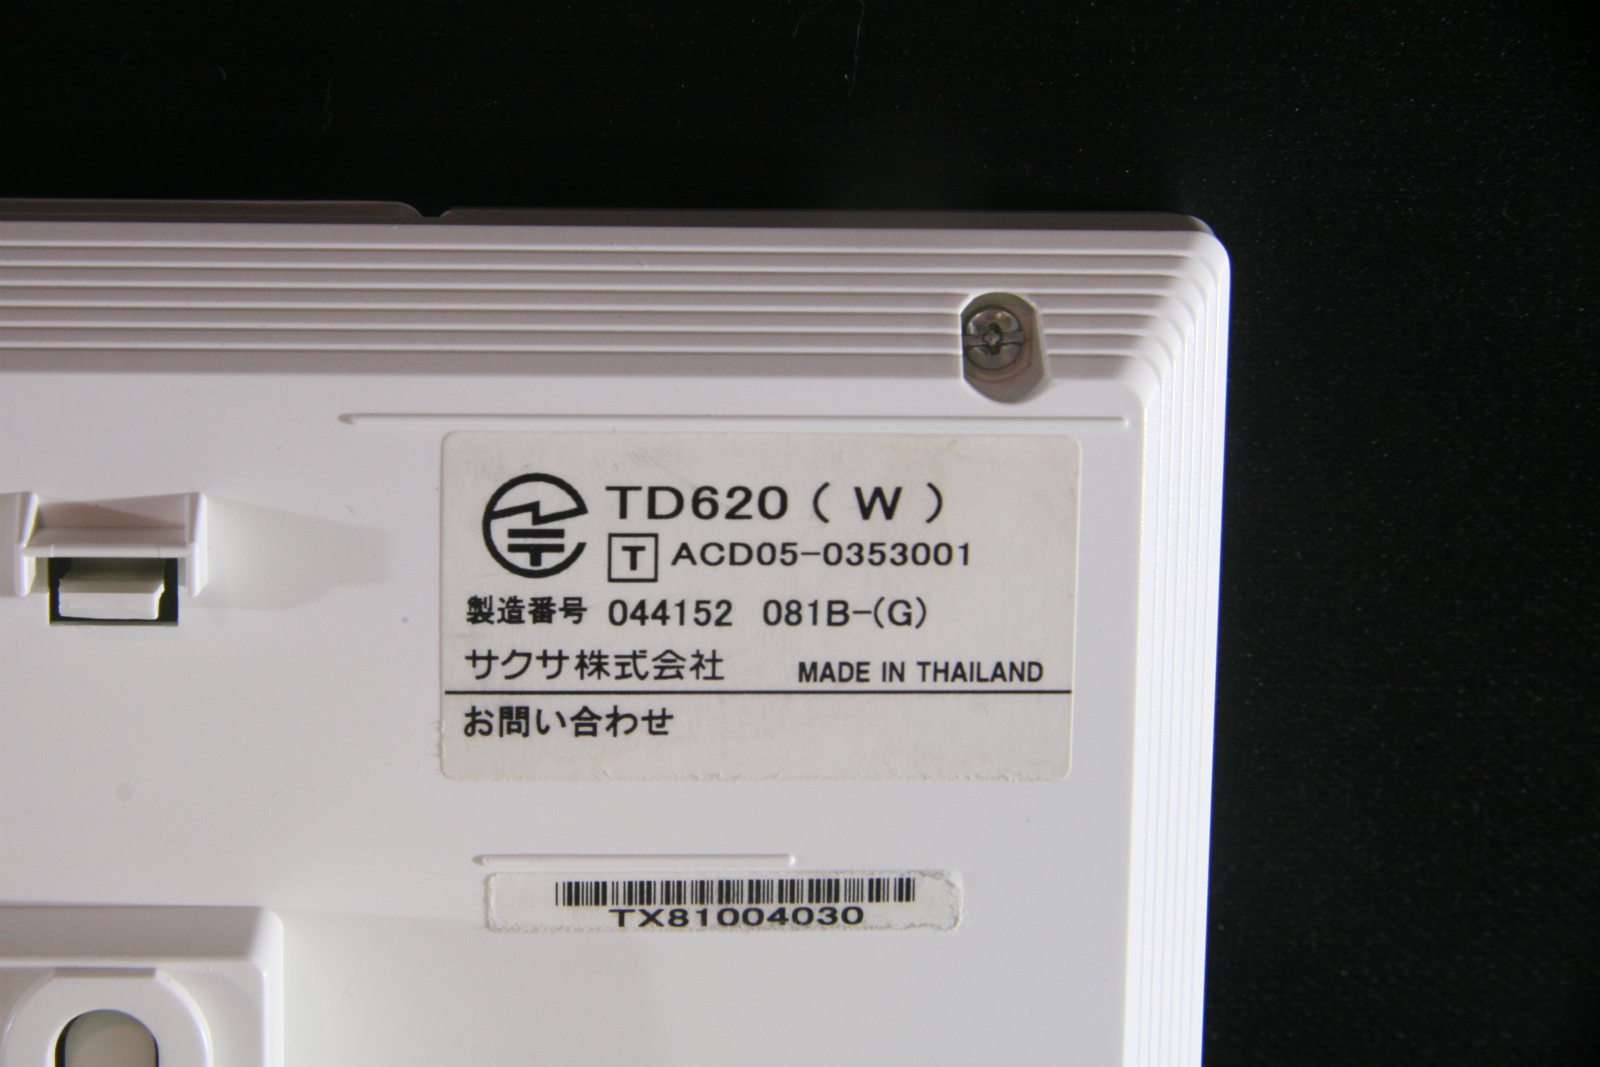 TD620 ( W )
T ACD05-0353001
製造番号 044152 081B-(G)
サクサ株式会社 MADE IN THAILAND
お問い合わせ
TX81004030